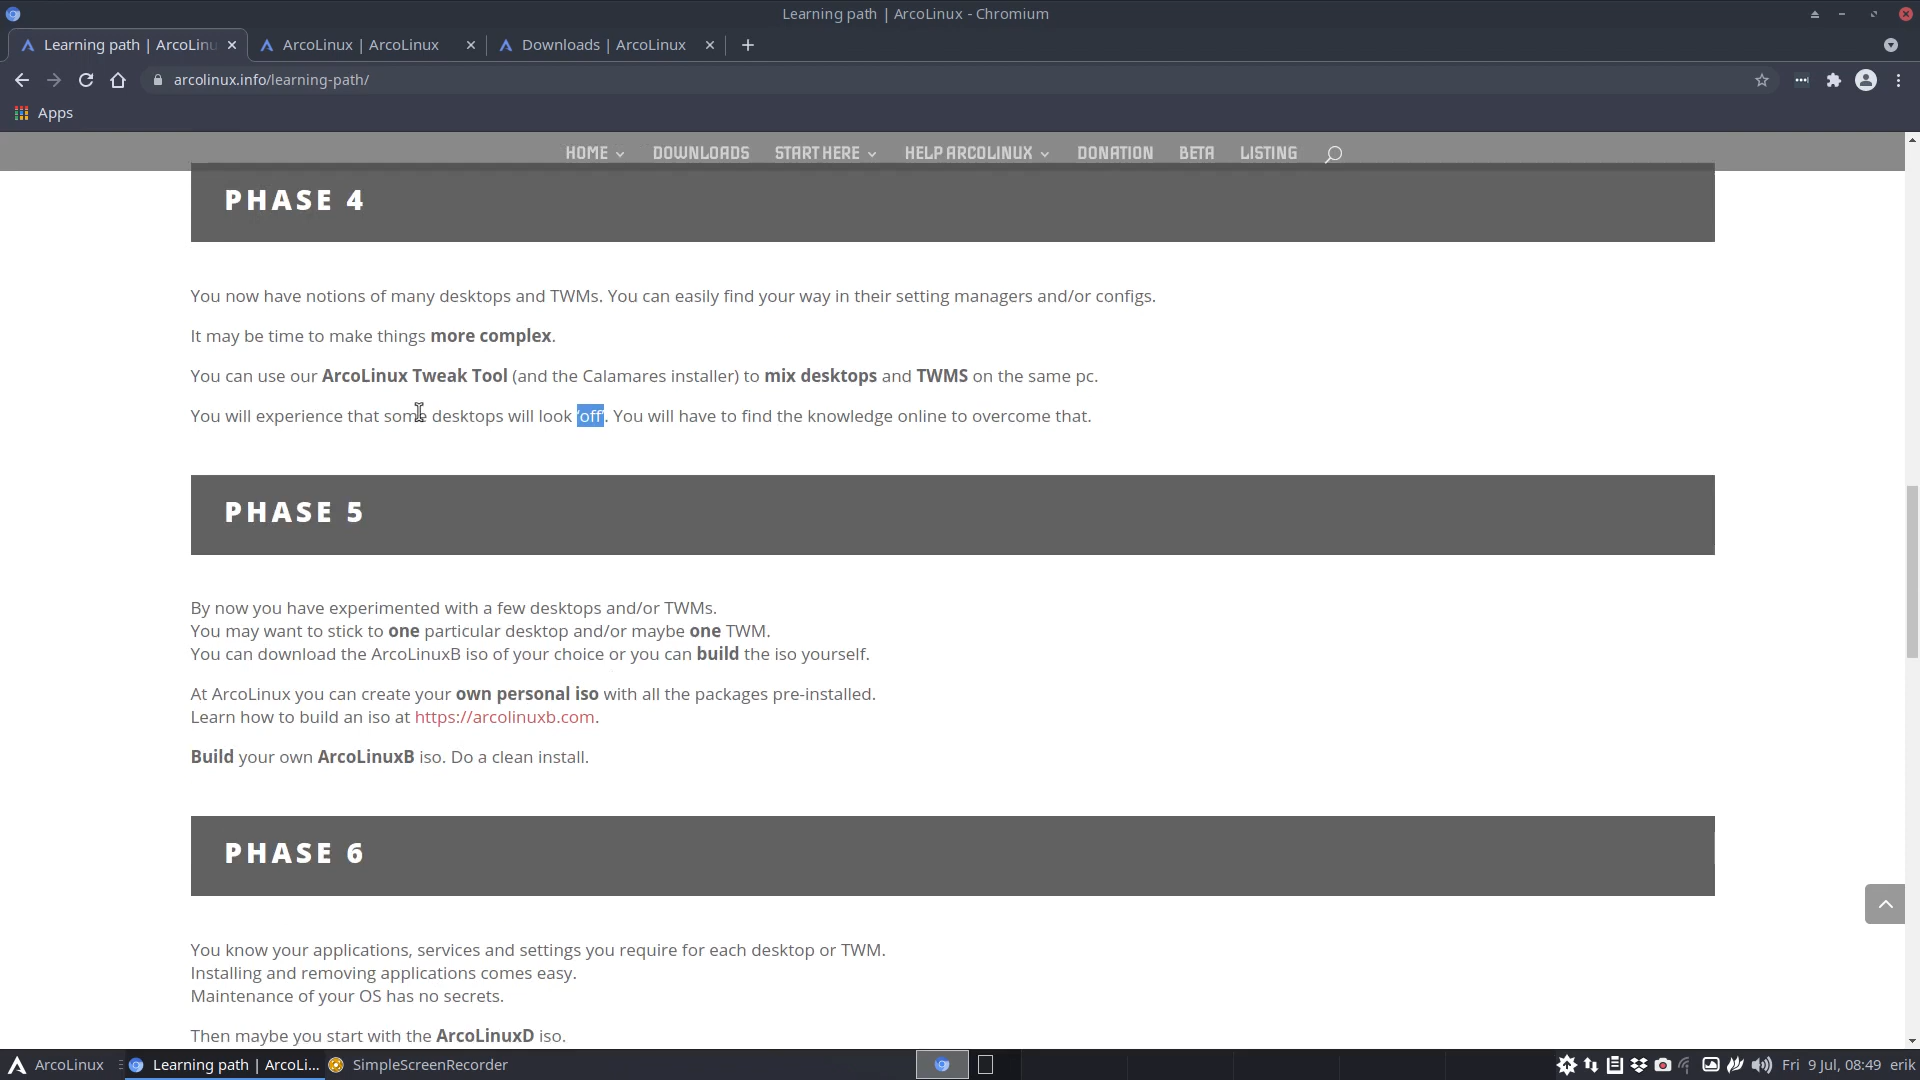 Learning path | ArcoLinux - Chromium
Learning path | ArcoLinu
ArcoLinux | ArcoLinux
Downloads | ArcoLinux
arcolinux.info/learning-path/
Apps
HOME
DOWNLOADS
START HERE
HELP ARCOLINUX
DONATION
BETA
LISTING
PHASE 4
You now have notions of many desktops and TWMs. You can easily find your way in their setting managers and/or configs.
It may be time to make things more complex.
You can use our ArcoLinux Tweak Tool (and the Calamares installer) to mix desktops and TWMS on the same pc.
You will experience that some desktops will look ‘off’. You will have to find the knowledge online to overcome that.
PHASE 5
By now you have experimented with a few desktops and/or TWMs.
You may want to stick to one particular desktop and/or maybe one TWM.
You can download the ArcoLinuxB iso of your choice or you can build the iso yourself.
At ArcoLinux you can create your own personal iso with all the packages pre-installed.
Learn how to build an iso at https://arcolinuxb.com.
Build your own ArcoLinuxB iso. Do a clean install.
PHASE 6
You know your applications, services and settings you require for each desktop or TWM.
Installing and removing applications comes easy.
Maintenance of your OS has no secrets.
Then maybe you start with the ArcoLinuxD iso.
ArcoLinux
Learning path | ArcoLi...
SimpleScreenRecorder
Fri 9 Jul, 08:49
erik